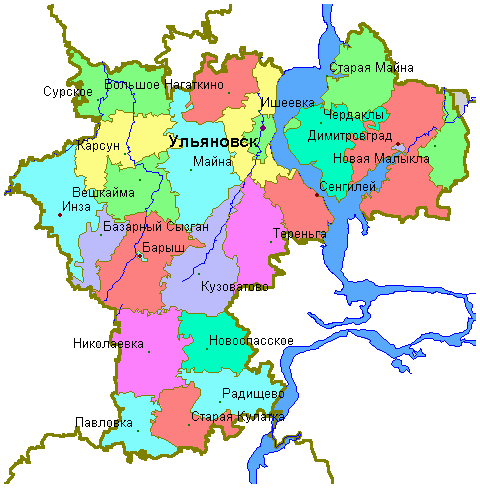 Старая Майна
Большое Нагаткино
Сурское
Ишеевка
Чердаклы
Димитровград
Ульяновск
Карсун
Майна
Новая Малыкла
Вешкайма
Сенгилей
Инза
Базарный Сызган
Тереньга
Барыш
Кузоватово
Николаевка
Новоспасское
Радищево
Старая Кулатка
Павловка